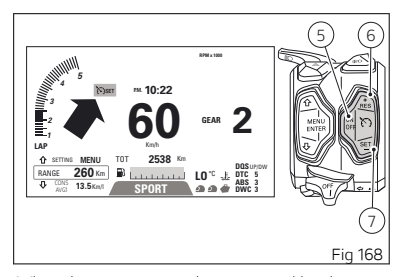 RPM x 1000
5
4
3
2
1
LAP
SET
PM. 10:22
60
Km/h
GEAR 2
SETTING MENU
RANGE 260 Km
CONS AVG1 13.5 Km/l
TOT 2538 Km
LO °C
DQS UP/DW
DTC 5
ABS 3
DWC 3
SPORT
5
6
7
MENU
ENTER
RES
OFF
SET
OFF
Fig 168